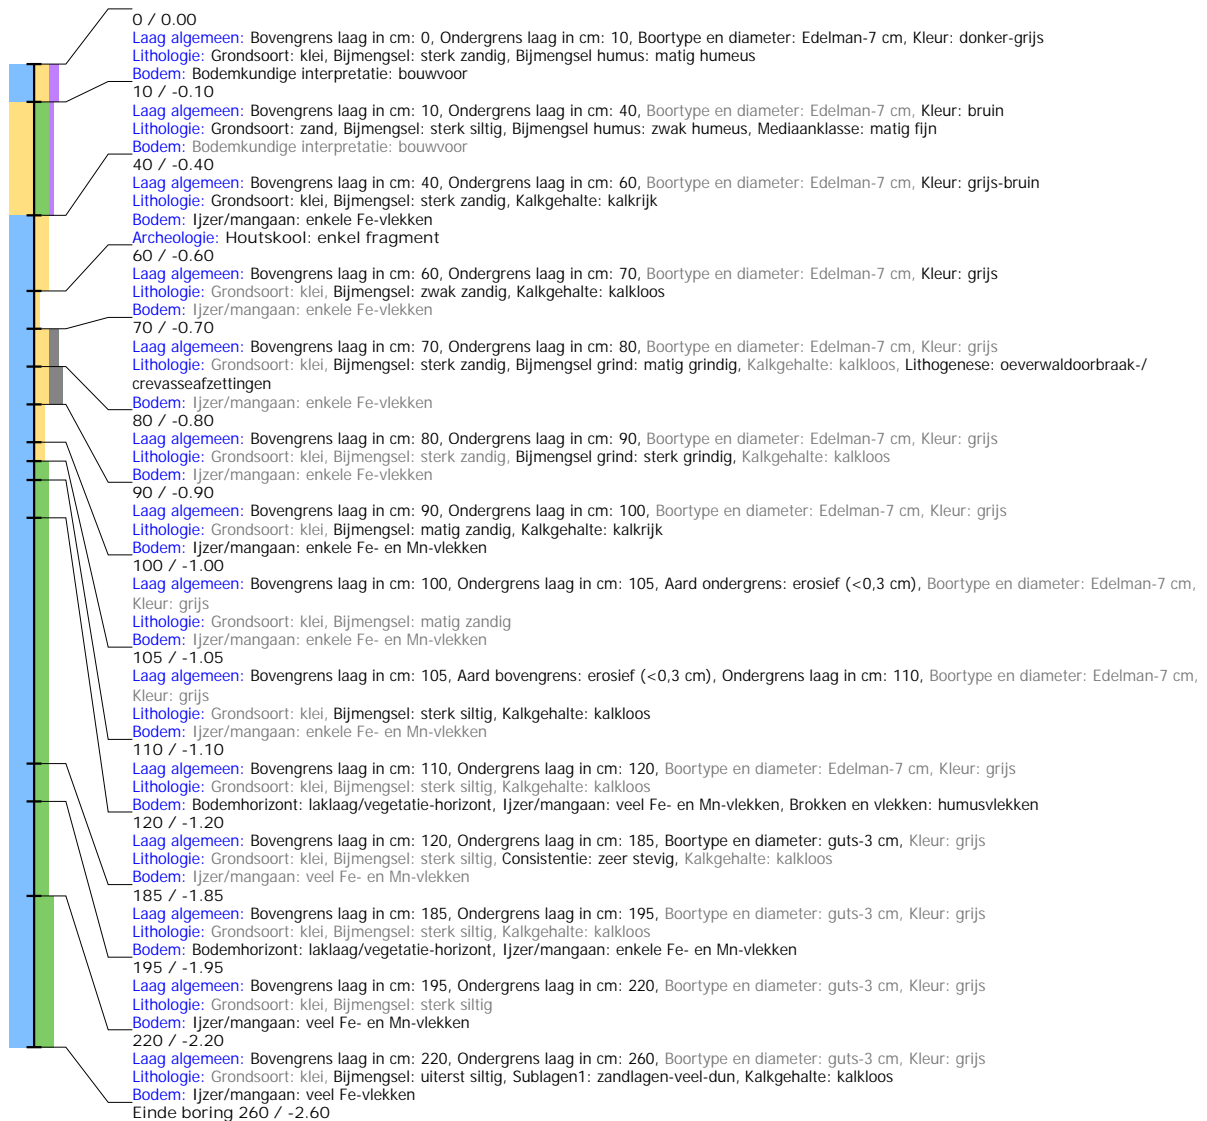 0 / 0.00
Laag algemeen: Bovengrens laag in cm: 0, Ondergrens laag in cm: 10, Boortype en diameter: Edelman-7 cm, Kleur: donker-grijs
Lithologie: Grondsoort: klei, Bijmengsel: sterk zandig, Bijmengsel humus: matig humeus
Bodem: Bodemkundige interpretatie: bouwvoor
10 / -0.10
Laag algemeen: Bovengrens laag in cm: 10, Ondergrens laag in cm: 40, Boortype en diameter: Edelman-7 cm, Kleur: bruin
Lithologie: Grondsoort: zand, Bijmengsel: sterk siltig, Bijmengsel humus: zwak humeus, Mediaanklasse: matig fijn
Bodem: Bodemkundige interpretatie: bouwvoor
40 / -0.40
Laag algemeen: Bovengrens laag in cm: 40, Ondergrens laag in cm: 60, Boortype en diameter: Edelman-7 cm, Kleur: grijs-bruin
Lithologie: Grondsoort: klei, Bijmengsel: sterk zandig, Kalkgehalte: kalkrijk
Bodem: Ijzer/mangaan: enkele Fe-vlekken
Archeologie: Houtskool: enkel fragment
60 / -0.60
Laag algemeen: Bovengrens laag in cm: 60, Ondergrens laag in cm: 70, Boortype en diameter: Edelman-7 cm, Kleur: grijs
Lithologie: Grondsoort: klei, Bijmengsel: zwak zandig, Kalkgehalte: kalkloos
Bodem: Ijzer/mangaan: enkele Fe-vlekken
70 / -0.70
Laag algemeen: Bovengrens laag in cm: 70, Ondergrens laag in cm: 80, Boortype en diameter: Edelman-7 cm, Kleur: grijs
Lithologie: Grondsoort: klei, Bijmengsel: sterk zandig, Bijmengsel grind: matig grindig, Kalkgehalte: kalkloos, Lithogenese: oeverwaldoorbraak-/
crevasseafzettingen
Bodem: Ijzer/mangaan: enkele Fe-vlekken
80 / -0.80
Laag algemeen: Bovengrens laag in cm: 80, Ondergrens laag in cm: 90, Boortype en diameter: Edelman-7 cm, Kleur: grijs
Lithologie: Grondsoort: klei, Bijmengsel: sterk zandig, Bijmengsel grind: sterk grindig, Kalkgehalte: kalkloos
Bodem: Ijzer/mangaan: enkele Fe-vlekken
90 / -0.90
Laag algemeen: Bovengrens laag in cm: 90, Ondergrens laag in cm: 100, Boortype en diameter: Edelman-7 cm, Kleur: grijs
Lithologie: Grondsoort: klei, Bijmengsel: matig zandig, Kalkgehalte: kalkrijk
Bodem: Ijzer/mangaan: enkele Fe- en Mn-vlekken
100 / -1.00
Laag algemeen: Bovengrens laag in cm: 100, Ondergrens laag in cm: 105, Aard ondergrens: erosief (<0,3 cm), Boortype en diameter: Edelman-7 cm,
Kleur: grijs
Lithologie: Grondsoort: klei, Bijmengsel: matig zandig
Bodem: Ijzer/mangaan: enkele Fe- en Mn-vlekken
105 / -1.05
Laag algemeen: Bovengrens laag in cm: 105, Aard bovengrens: erosief (<0,3 cm), Ondergrens laag in cm: 110, Boortype en diameter: Edelman-7 cm,
Kleur: grijs
Lithologie: Grondsoort: klei, Bijmengsel: sterk siltig, Kalkgehalte: kalkloos
Bodem: Ijzer/mangaan: enkele Fe- en Mn-vlekken
110 / -1.10
Laag algemeen: Bovengrens laag in cm: 110, Ondergrens laag in cm: 120, Boortype en diameter: Edelman-7 cm, Kleur: grijs
Lithologie: Grondsoort: klei, Bijmengsel: sterk siltig, Kalkgehalte: kalkloos
Bodem: Bodemhorizont: laklaag/vegetatie-horizont, Ijzer/mangaan: veel Fe- en Mn-vlekken, Brokken en vlekken: humusvlekken
120 / -1.20
Laag algemeen: Bovengrens laag in cm: 120, Ondergrens laag in cm: 185, Boortype en diameter: guts-3 cm, Kleur: grijs
Lithologie: Grondsoort: klei, Bijmengsel: sterk siltig, Consistentie: zeer stevig, Kalkgehalte: kalkloos
Bodem: Ijzer/mangaan: veel Fe- en Mn-vlekken
185 / -1.85
Laag algemeen: Bovengrens laag in cm: 185, Ondergrens laag in cm: 195, Boortype en diameter: guts-3 cm, Kleur: grijs
Lithologie: Grondsoort: klei, Bijmengsel: sterk siltig, Kalkgehalte: kalkloos
Bodem: Bodemhorizont: laklaag/vegetatie-horizont, Ijzer/mangaan: enkele Fe- en Mn-vlekken
195 / -1.95
Laag algemeen: Bovengrens laag in cm: 195, Ondergrens laag in cm: 220, Boortype en diameter: guts-3 cm, Kleur: grijs
Lithologie: Grondsoort: klei, Bijmengsel: sterk siltig
Bodem: Ijzer/mangaan: veel Fe- en Mn-vlekken
220 / -2.20
Laag algemeen: Bovengrens laag in cm: 220, Ondergrens laag in cm: 260, Boortype en diameter: guts-3 cm, Kleur: grijs
Lithologie: Grondsoort: klei, Bijmengsel: uiterst siltig, Sublagen1: zandlagen-veel-dun, Kalkgehalte: kalkloos
Bodem: Ijzer/mangaan: veel Fe-vlekken
Einde boring 260 / -2.60